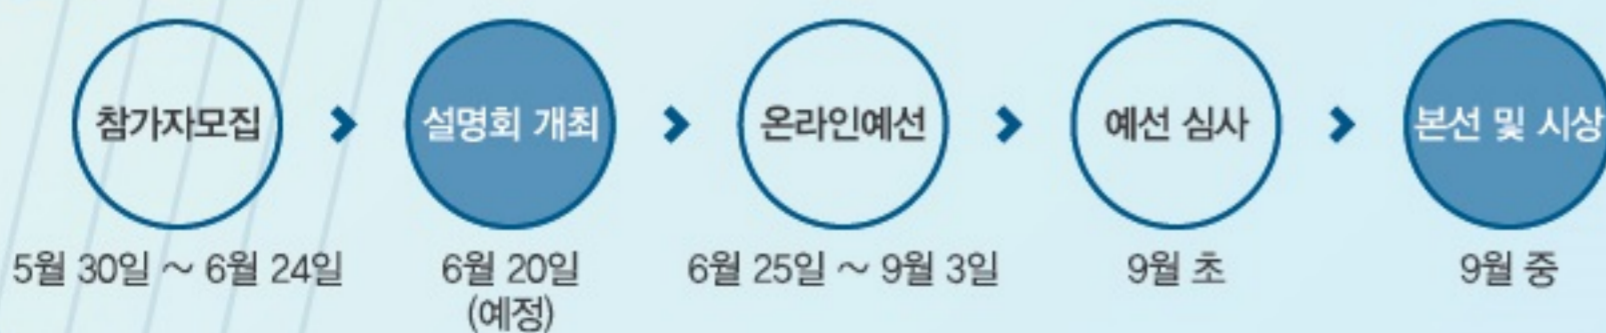 참가자모집
설명회 개최
온라인예선
예선 심사
본선 및 시상
5월 30일 ~ 6월 24일
6월 20일
(예정)
6월 25일 ~ 9월 3일
9월 초
9월 중